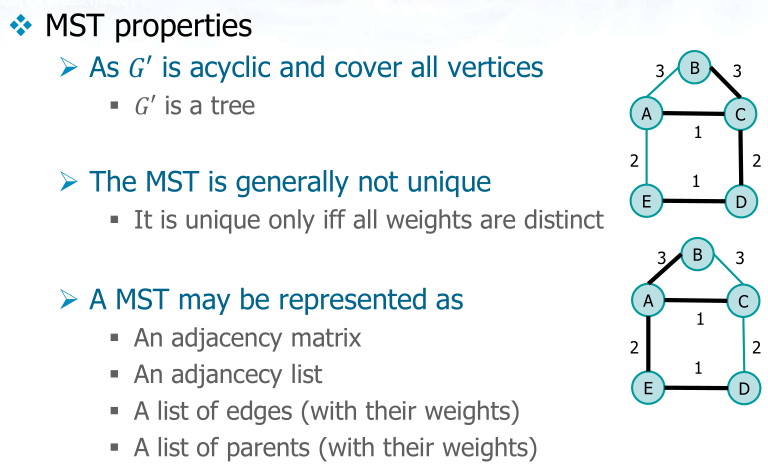 ❖ MST properties
➤ As G′ is acyclic and cover all vertices
▪ G′ is a tree
➤ The MST is generally not unique
▪ It is unique only iff all weights are distinct
➤ A MST may be represented as
▪ An adjacency matrix
▪ An adjancecy list
▪ A list of edges (with their weights)
▪ A list of parents (with their weights)
3 B 3
A C
1
2 2
1
E D
3 B 3
A C
1
2 2
1
E D